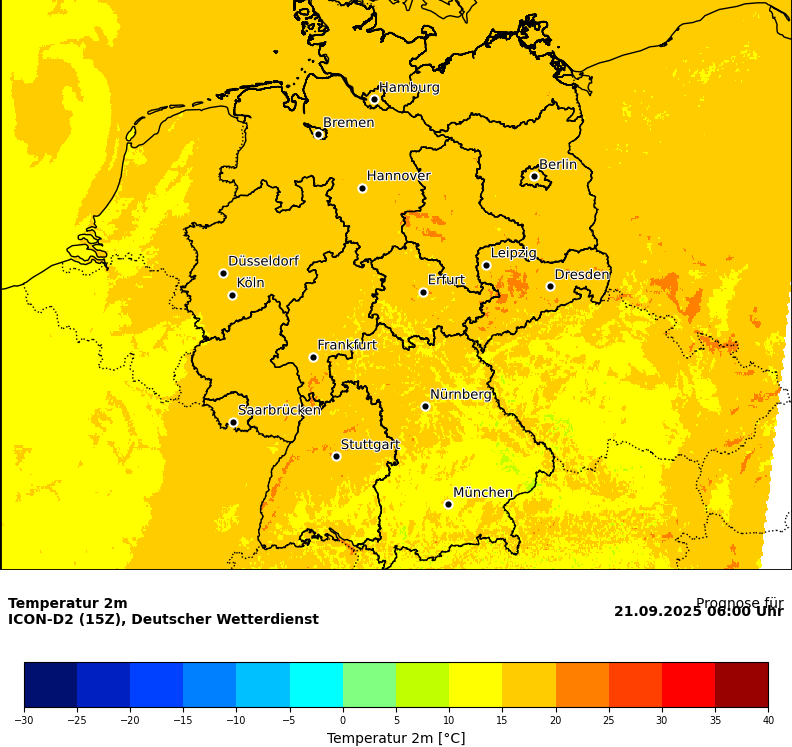 Hamburg
Bremen
Berlin
Hannover
Leipzig
Düsseldorf
Dresden
Köln
Erfurt
Frankfurt
Nürnberg
Saarbrücken
Stuttgart
München
Temperatur 2m
Prognose für
ICON-D2 (15Z), Deutscher Wetterdienst
21.09.2025 06:00 Uhr
−30 −25 −20 −15 −10 −5 0 5 10 15 20 25 30 35 40
Temperatur 2m [°C]